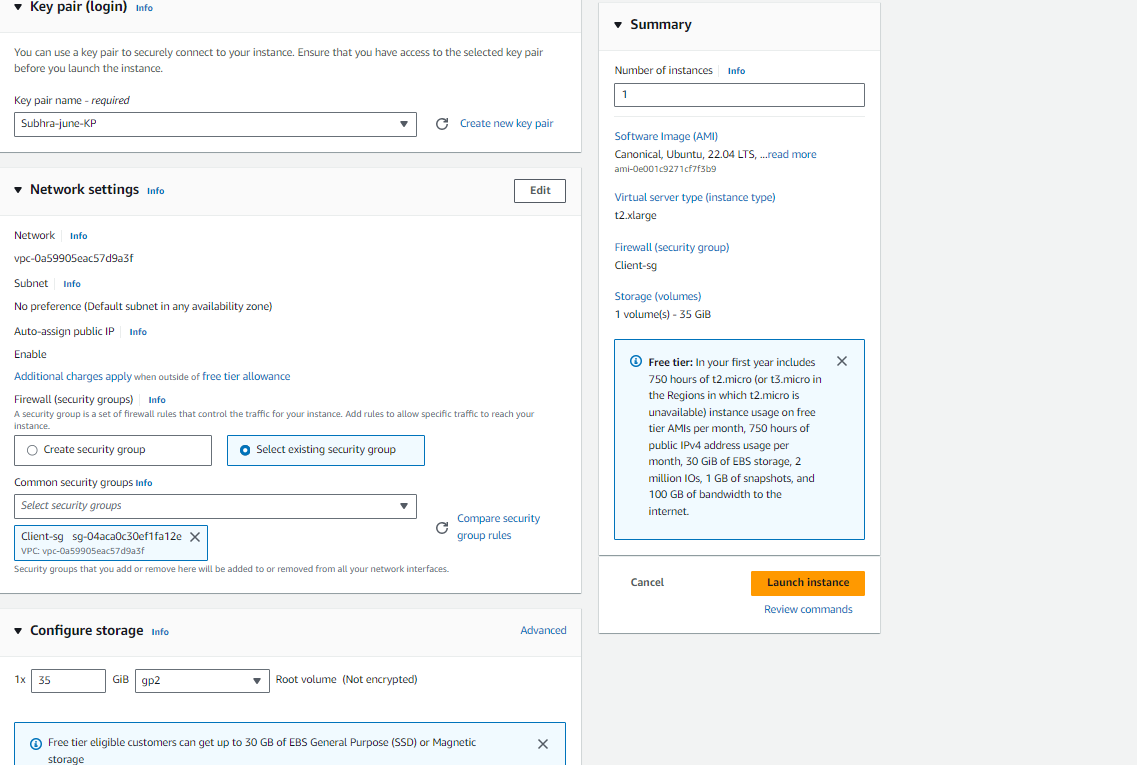 Key pair (login) Info
You can use a key pair to securely connect to your instance. Ensure that you have access to the selected key pair
before you launch the instance.
Key pair name - required
Subhra-june-KP
Create new key pair
Network settings Info
Edit
Network Info
vpc-0a59905eac57d9a3f
Subnet Info
No preference (Default subnet in any availability zone)
Auto-assign public IP Info
Enable
Additional charges apply when outside of free tier allowance
Firewall (security groups) Info
A security group is a set of firewall rules that control the traffic for your instance. Add rules to allow specific traffic to reach your
instance.
Create security group
Select existing security group
Common security groups Info
Select security groups
Client-sg sg-04aca0c30ef1fa12e
VPC: vpc-0a59905eac57d9a3f
Compare security
group rules
Security groups that you add or remove here will be added to or removed from all your network interfaces.
Configure storage Info
Advanced
1x 35 GiB gp2 Root volume (Not encrypted)
Free tier eligible customers can get up to 30 GB of EBS General Purpose (SSD) or Magnetic
storage
Summary
Number of instances Info
1
Software Image (AMI)
Canonical, Ubuntu, 22.04 LTS, ...read more
ami-0e001c9271cf7f3b9
Virtual server type (instance type)
t2.xlarge
Firewall (security group)
Client-sg
Storage (volumes)
1 volume(s) - 35 GiB
Free tier: In your first year includes
750 hours of t2.micro (or t3.micro in
the Regions in which t2.micro is
unavailable) instance usage on free
tier AMIs per month, 750 hours of
public IPv4 address usage per
month, 30 GiB of EBS storage, 2
million IOs, 1 GB of snapshots, and
100 GB of bandwidth to the
internet.
Cancel
Launch instance
Review commands